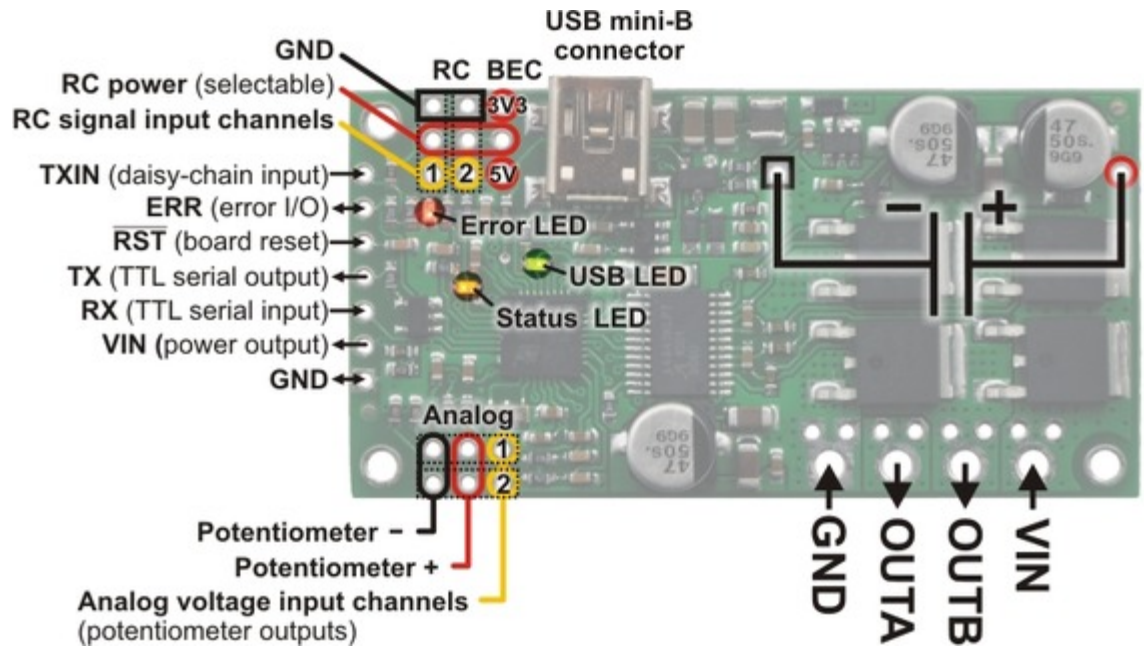 USB mini-B
connector
GND
RC BEC
RC power (selectable)
3V3
RC signal input channels
1 2 5V
TXIN (daisy-chain input)
ERR (error I/O)
Error LED
RST (board reset)
TX (TTL serial output)
USB LED
RX (TTL serial input)
Status LED
VIN (power output)
GND
Analog
1
2
Potentiometer −
Potentiometer +
Analog voltage input channels
(potentiometer outputs)
− +
47
50s.
9G9
47
50s.
9G9
47
50s.
9G9
GND
OUTA
OUTB
VIN